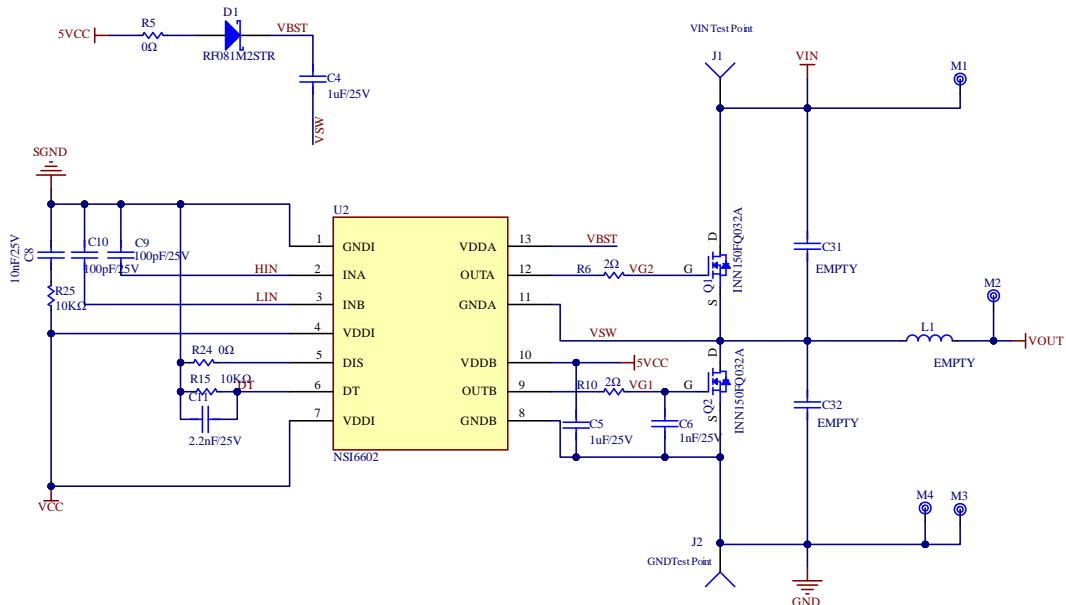 D1
R5
VBST
5VCC
0Ω
RF081M2STR
C4
1uF/25V
VSW
VIN Test Point
J1
VIN
M1
SGND
U2
10nF/25V
C8
C10
100pF/25V
C9
100pF/25V
R25
10KΩ
HIN
LIN
1 GNDI
2 INA
3 INB
4 VDDI
5 DIS
6 DT
7 VDDI
VDDA 13
OUTA 12
GNDA 11
VDDB 10
OUTB 9
GNDB 8
NSI6602
R24 0Ω
R15 10KΩ
DT
C11
2.2nF/25V
VCC
VBST
R6 2Ω VG2
G
D
S
Q1
INN150FQ032A
VSW
5VCC
R10 2Ω VG1
G
D
S
Q2
INN150FQ032A
C5
1uF/25V
C6
1nF/25V
C31
EMPTY
C32
EMPTY
L1
EMPTY
M2
VOUT
M4
M3
J2
GNDTest Point
GND